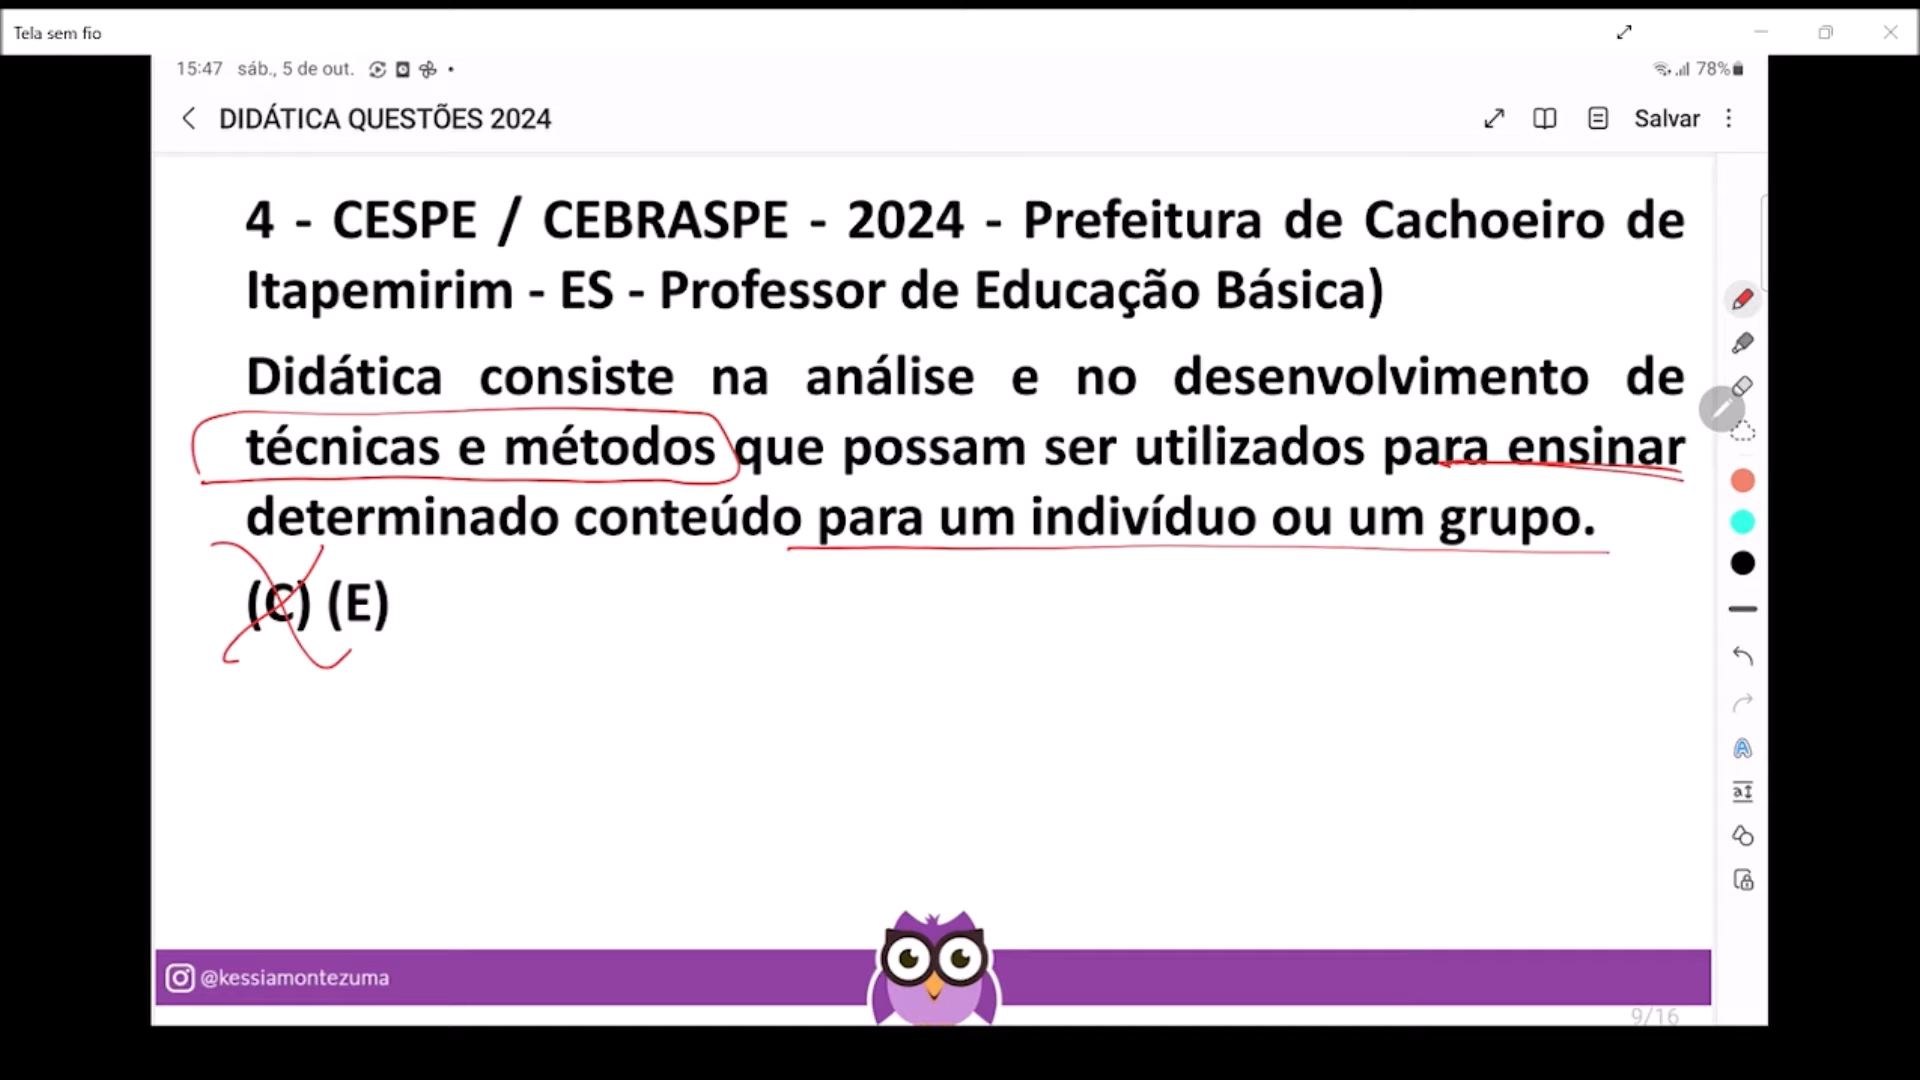 Tela sem fio
15:47 sáb., 5 de out. 78%
DIDÁTICA QUESTÕES 2024 Salvar
4 - CESPE / CEBRASPE - 2024 - Prefeitura de Cachoeiro de
Itapemirim - ES - Professor de Educação Básica)
Didática consiste na análise e no desenvolvimento de
técnicas e métodos que possam ser utilizados para ensinar
determinado conteúdo para um indivíduo ou um grupo.
(C) (E)
@kessiamontezuma
9/16